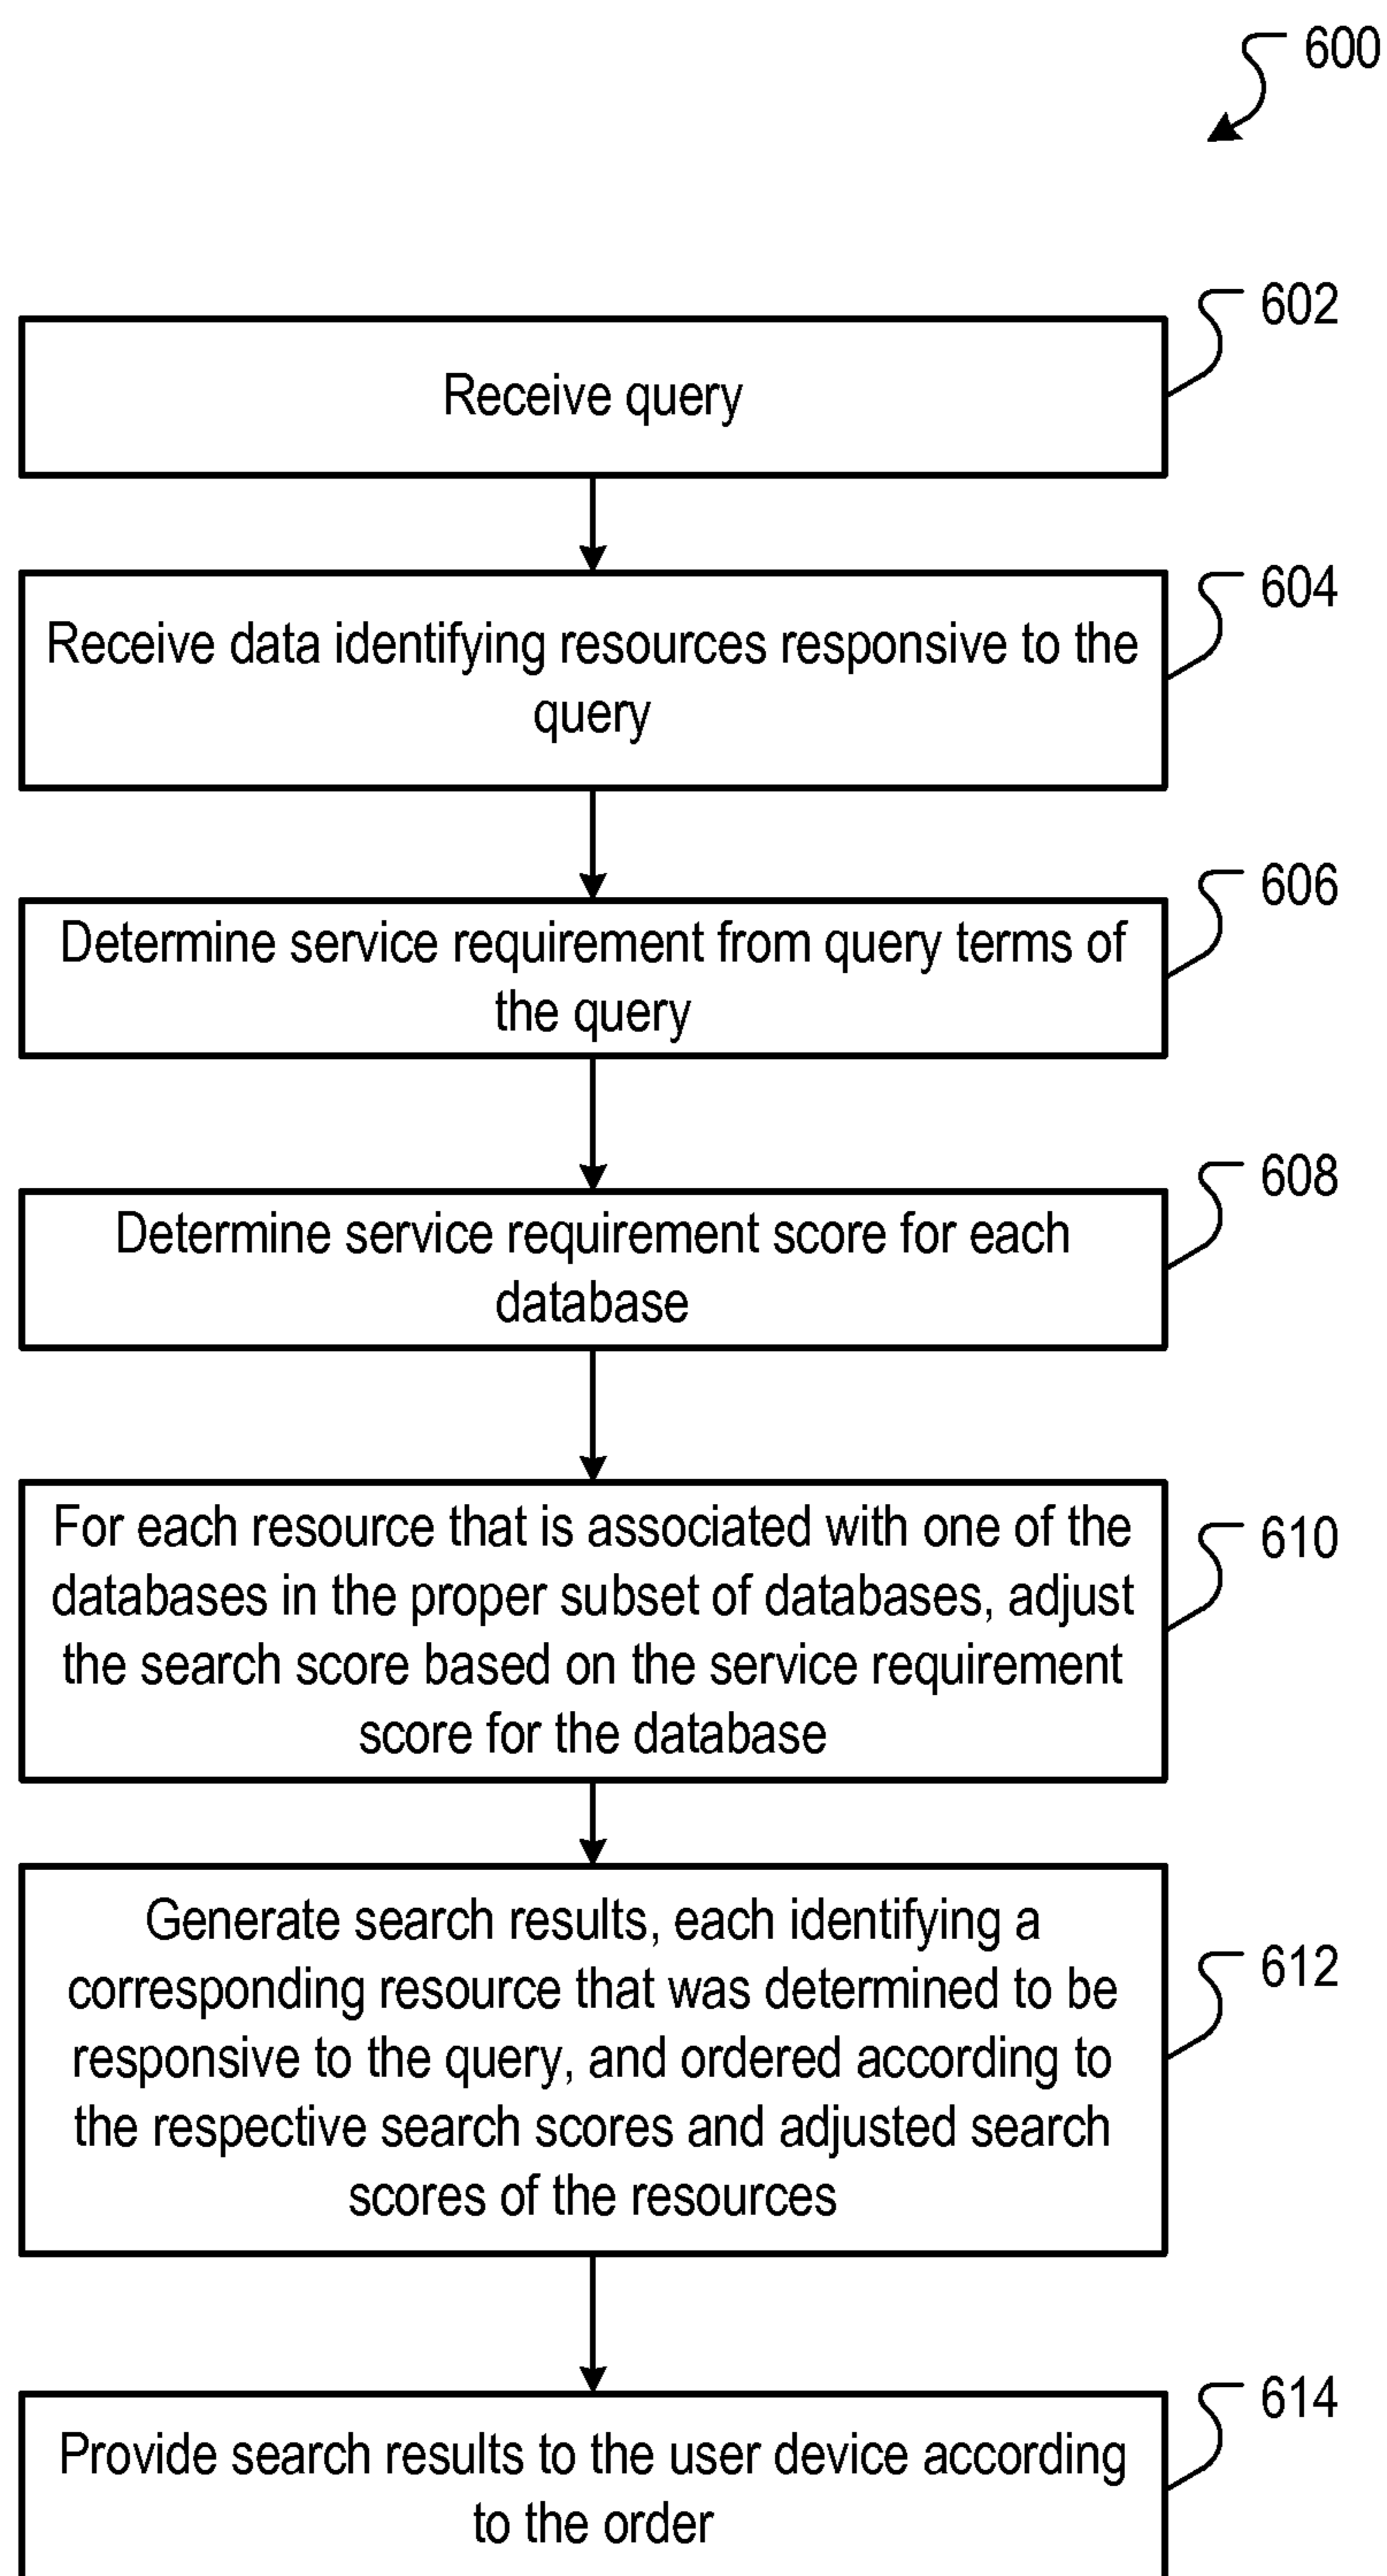 600
602
Receive query
604
Receive data identifying resources responsive to the
query
606
Determine service requirement from query terms of
the query
608
Determine service requirement score for each
database
610
For each resource that is associated with one of the
databases in the proper subset of databases, adjust
the search score based on the service requirement
score for the database
612
Generate search results, each identifying a
corresponding resource that was determined to be
responsive to the query, and ordered according to
the respective search scores and adjusted search
scores of the resources
614
Provide search results to the user device according
to the order